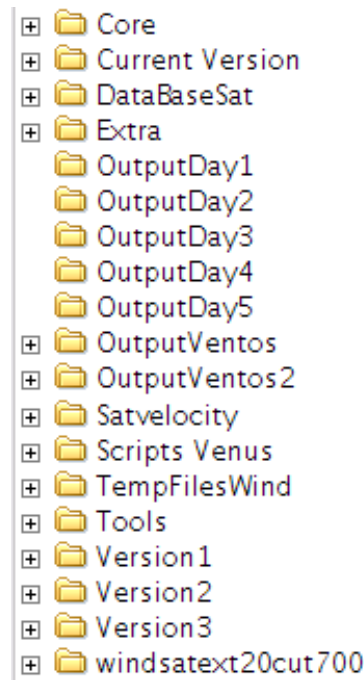 Core
Current Version
DataBaseSat
Extra
OutputDay1
OutputDay2
OutputDay3
OutputDay4
OutputDay5
OutputVentos
OutputVentos2
Satvelocity
Scripts Venus
TempFilesWind
Tools
Version1
Version2
Version3
windsatext20cut700